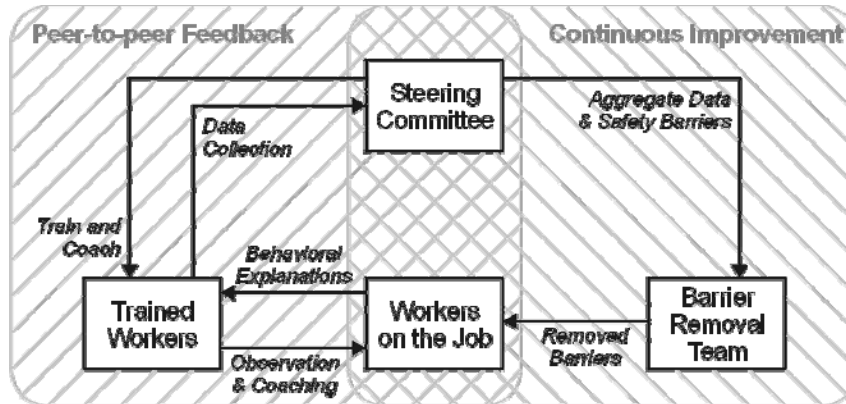 Peer-to-peer Feedback
Continuous Improvement
Steering
Committee
Aggregate Data
& Safety Barriers
Data
Collection
Train and
Coach
Behavioral
Explanations
Trained
Workers
Workers
on the Job
Barrier
Removal
Team
Removed
Barriers
Observation
& Coaching